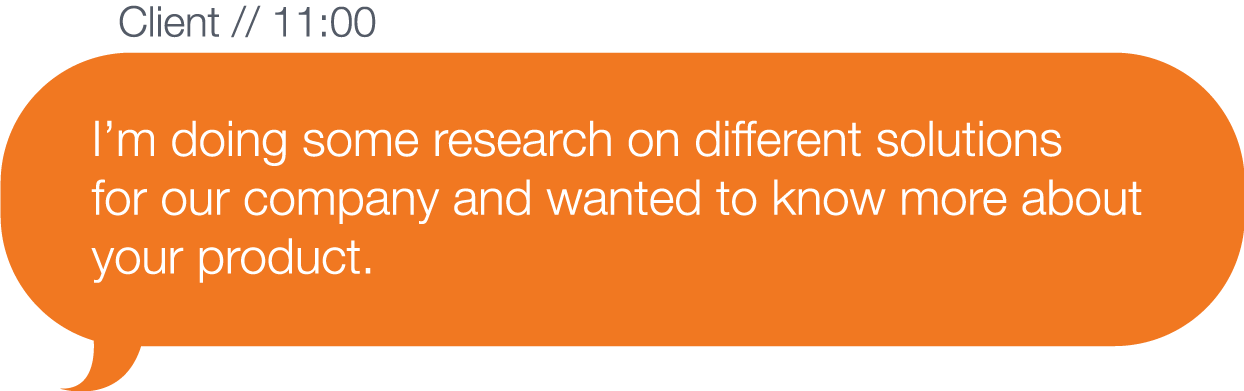 Client // 11:00
I’m doing some research on different solutions
for our company and wanted to know more about
your product.